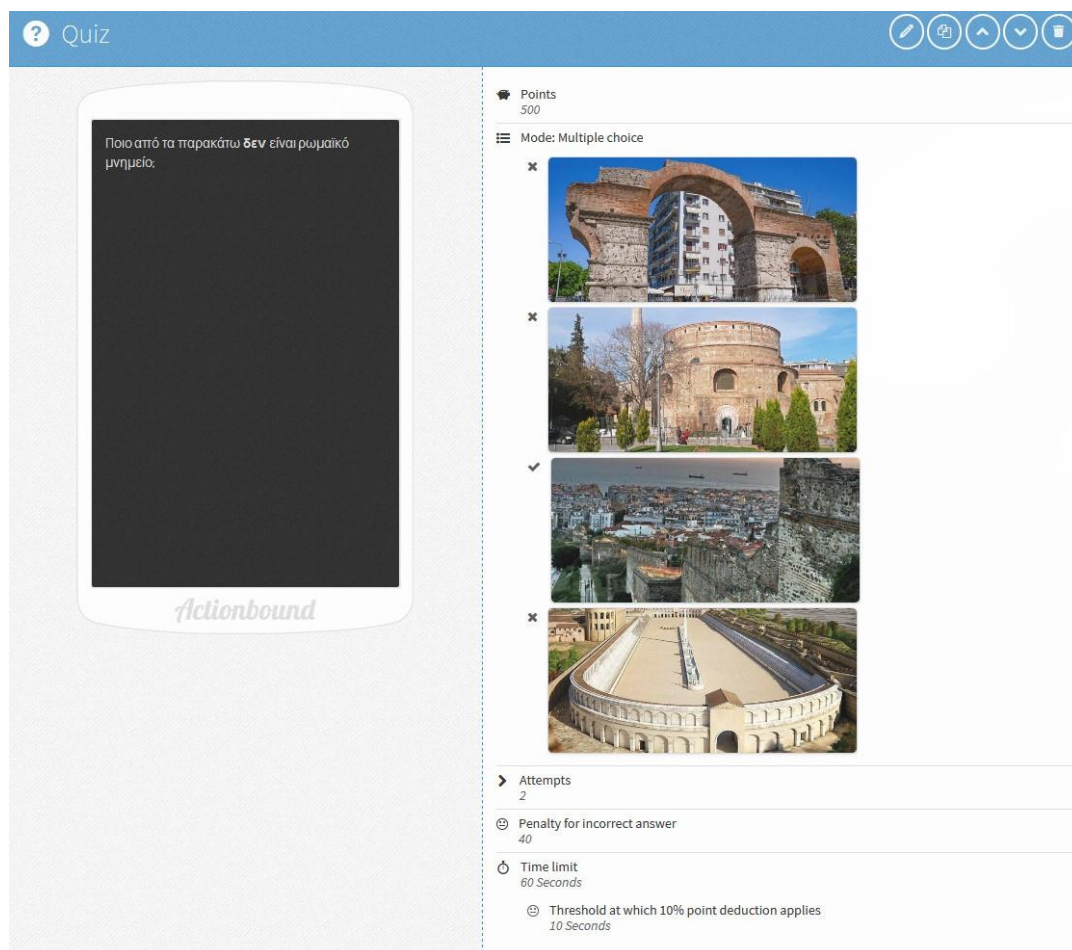 ? Quiz
Ποιο από τα παρακάτω δεν είναι ρωμαϊκό
μνημείο;
Actionbound
Points
500
Mode: Multiple choice
Attempts
2
Penalty for incorrect answer
40
Time limit
60 Seconds
Threshold at which 10% point deduction applies
10 Seconds